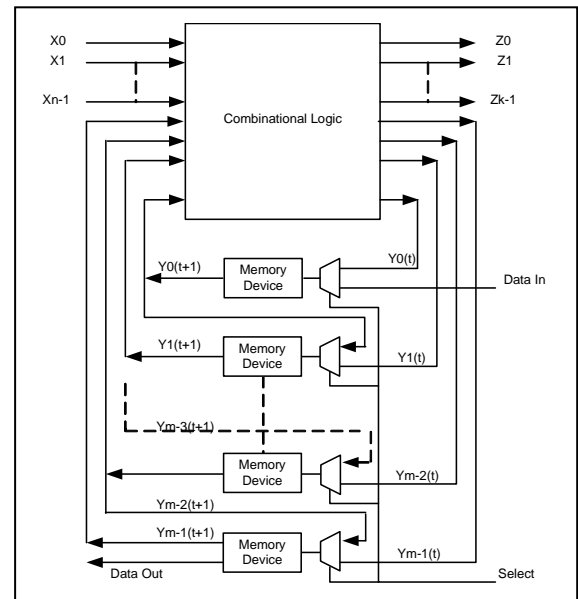 X0
Z0
X1
Z1
Xn-1
Zk-1
Combinational Logic
Y0(t+1)
Memory
Device
Y0(t)
Data In
Y1(t+1)
Memory
Device
Y1(t)
Ym-3(t+1)
Memory
Device
Ym-2(t)
Ym-2(t+1)
Ym-1(t+1)
Memory
Device
Ym-1(t)
Data Out
Select